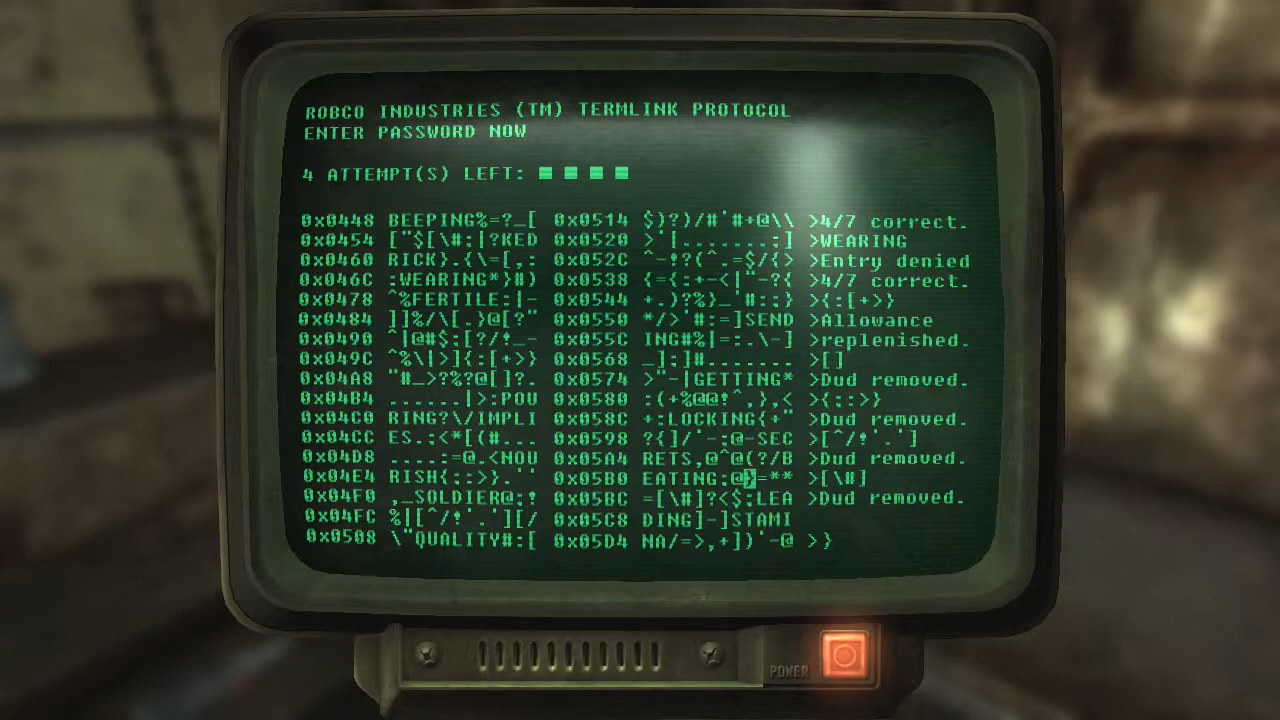 ROBCO INDUSTRIES (TM) TERMLINK PROTOCOL
ENTER PASSWORD NOW
4 ATTEMPT(S) LEFT:
0x0448 BEEPING%=?_[ 0x0514 $)?)/#'#+@\\ >4/7 correct.
0x0454 ["$[\#:|?KED 0x0520 >'|.......:] >WEARING
0x0460 RICK}.{\=[,: 0x052C ^-!?(^.=$/{> >Entry denied
0x046C :WEARING*}#) 0x0538 {={:+-<|"-?{ >4/7 correct.
0x0478 ^%FERTILE:|- 0x0544 +.)?%}_'#::} >{:[+>}
0x0484 ]]%/\[.}@[?" 0x0550 */>'#:=]SEND >Allowance
0x0490 ^|@#$:[?/!_- 0x055C ING#%|=:.\-] >replenished.
0x049C ^%\|>]{:[+>} 0x0568 _]:]#....... >[]
0x04A8 "#_>?%?@[]?. 0x0574 >"-|GETTING* >Dud removed.
0x04B4 ......|>:POU 0x0580 :(+%@@!^,},< >{;:>}
0x04C0 RING?\/IMPLI 0x058C +:LOCKING{+" >Dud removed.
0x04CC ES.:<*[(#... 0x0598 ?{]/'-;@-SEC >[^/!'.']
0x04D8 ....:=@.<NOU 0x05A4 RETS,@^@(?/B >Dud removed.
0x04E4 RISH{;:>}.'' 0x05B0 EATING:@}=** >[\#]
0x04F0 ,_SOLDIER@;! 0x05BC =[\#]?<$;LEA >Dud removed.
0x04FC %|[^/!'.'][/ 0x05C8 DING]-]STAMI
0x0508 \"QUALITY#:[ 0x05D4 NA/=>,+])'-@ >}
POWER